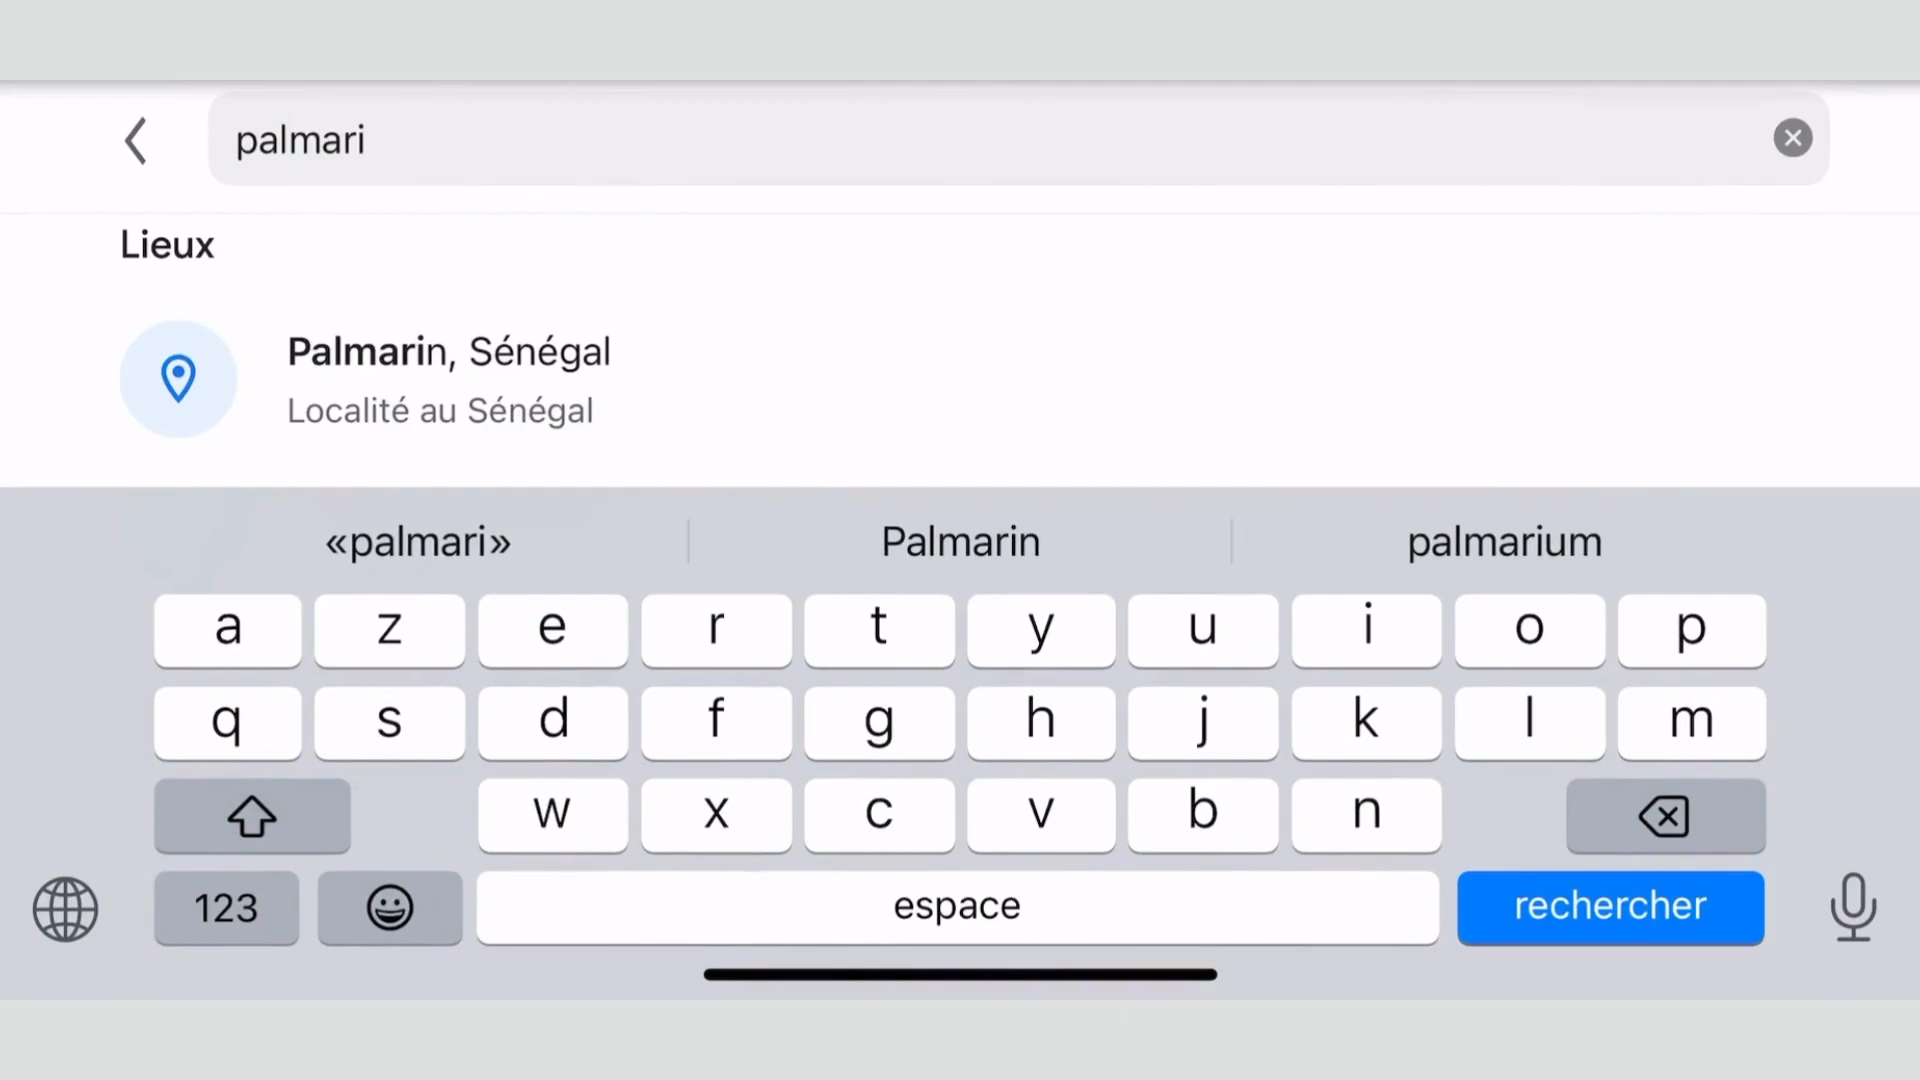 palmari
Lieux
Palmarin, Sénégal
Localité au Sénégal
«palmari» Palmarin palmarium
a z e r t y u i o p
q s d f g h j k l m
w x c v b n
123 espace rechercher